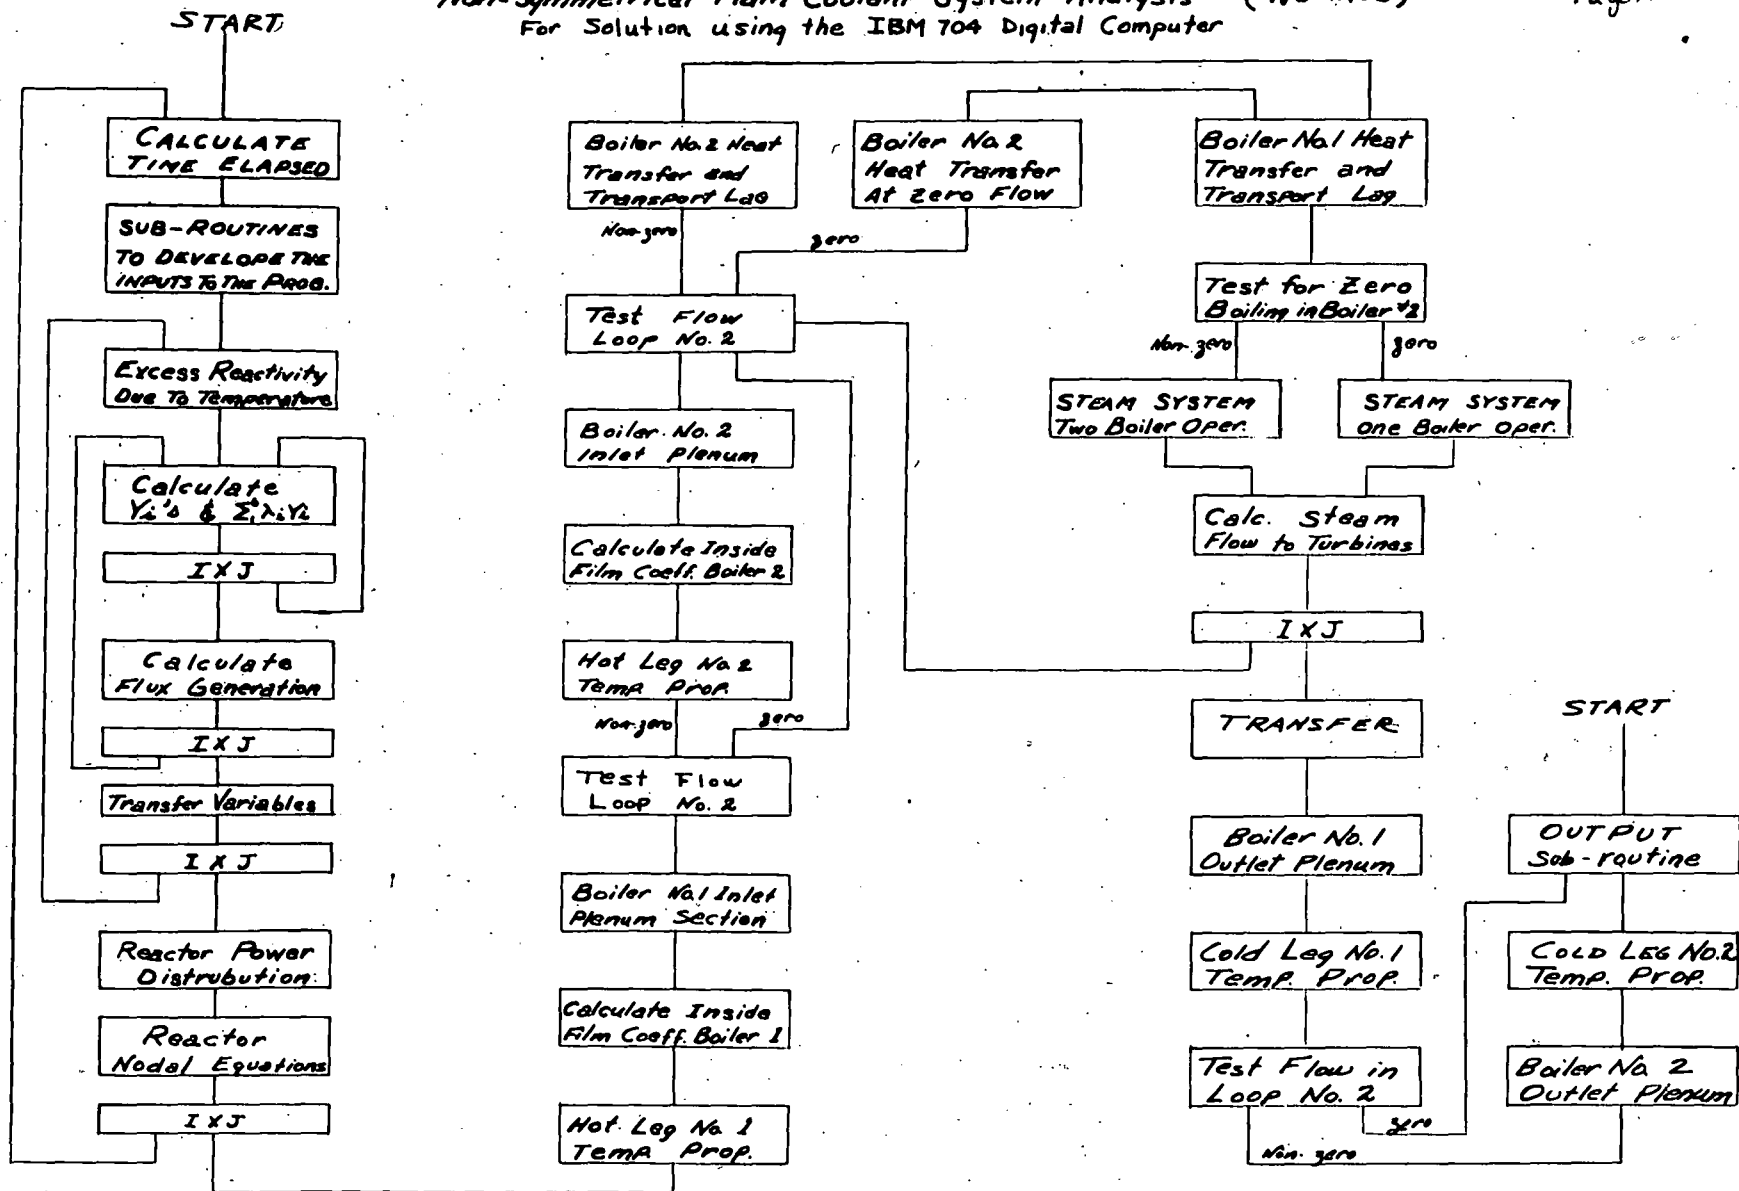 Non-Symmetrical Plant Coolant System Analysis
For Solution using the IBM 704 Digital Computer
START
CALCULATE
TIME ELAPSED
SUB-ROUTINES
TO DEVELOPE THE
INPUTS TO THE PROG.
Excess Reactivity
Due To Temperature
Calculate
Yi's & Σλiyi
I X J
Calculate
Flux Generation
I X J
Transfer Variables
I X J
Reactor Power
Distrubution
Reactor
Nodal Equations
I X J
Boiler No. 2 Heat
Transfer and
Transport Lag
Non-zero
Boiler No. 2
Heat Transfer
At Zero Flow
zero
Test Flow
Loop No. 2
Boiler No. 2
Inlet Plenum
Calculate Inside
Film Coeff. Boiler 2
Hot Leg No. 2
Temp. Prop.
Non-zero
zero
Test Flow
Loop No. 2
Boiler No. 1 Inlet
Plenum Section
Calculate Inside
Film Coeff. Boiler 1
Hot Leg No. 1
Temp. Prop.
Boiler No. 1 Heat
Transfer and
Transport Lag
Test for Zero
Boiling in Boiler #2
Non-zero
zero
STEAM SYSTEM
Two Boiler Oper.
STEAM SYSTEM
One Boiler Oper.
Calc. Steam
Flow to Turbines
I X J
TRANSFER
Boiler No. 1
Outlet Plenum
Cold Leg No. 1
Temp. Prop.
Test Flow in
Loop No. 2
zero
Non-zero
START
OUTPUT
Sub-routine
COLD LEG No. 2
Temp. Prop.
Boiler No. 2
Outlet Plenum